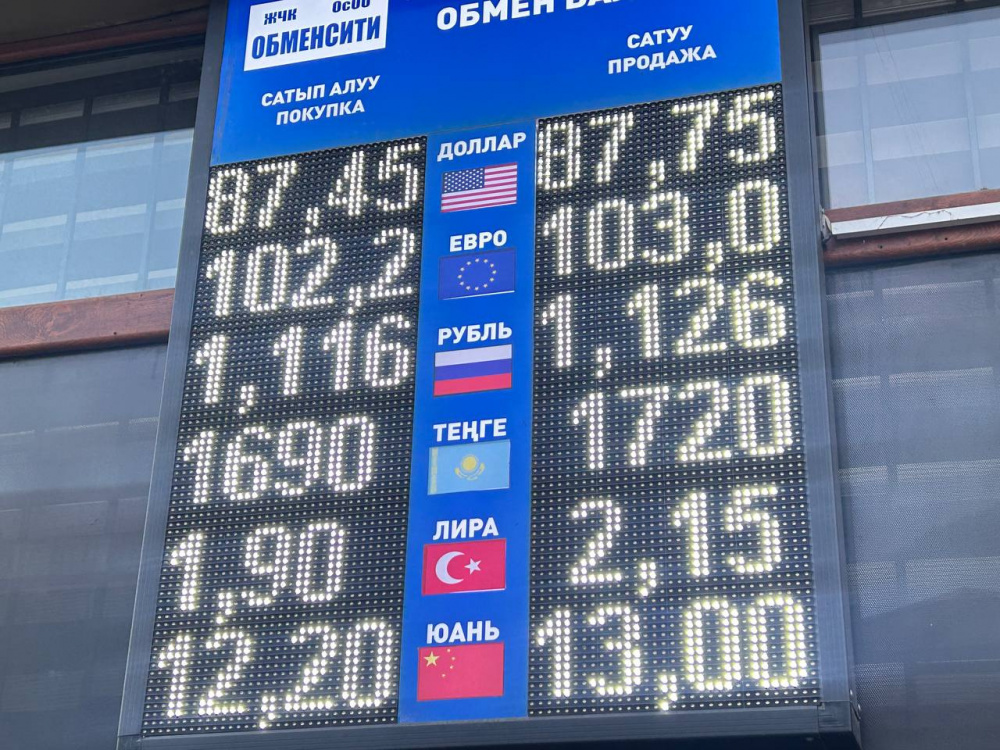 ЖЧК ОсОО
ОБМЕНСИТИ
ОБМЕН
САТЫП АЛУУ
ПОКУПКА
САТУУ
ПРОДАЖА
87,45 ДОЛЛАР 87,75
102,2 ЕВРО 103,0
1,116 РУБЛЬ 1,126
1690 ТЕҢГЕ 1720
1,90 ЛИРА 2,15
12,20 ЮАНЬ 13,00